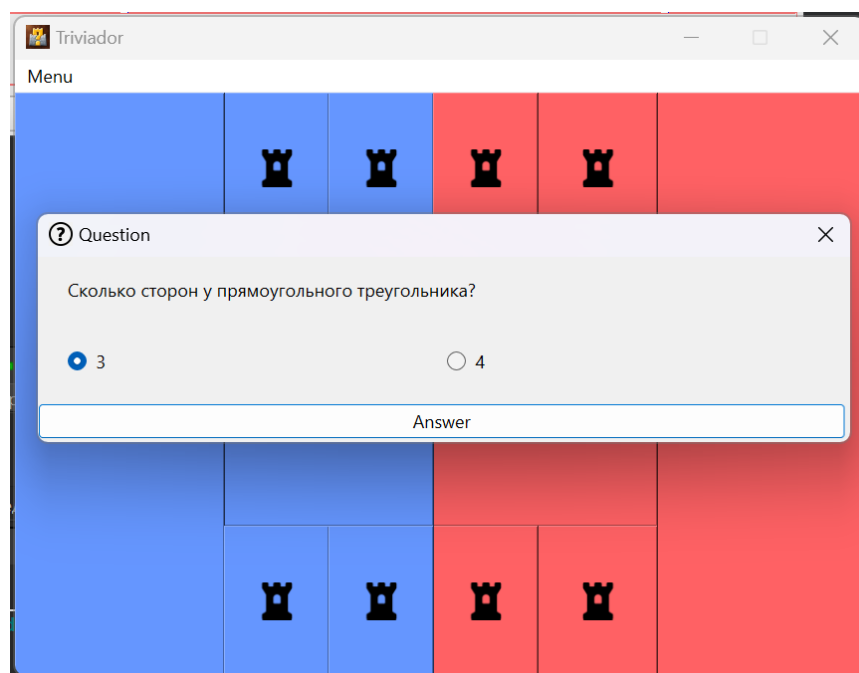 Triviador
Menu
Question
Сколько сторон у прямоугольного треугольника?
3
4
Answer